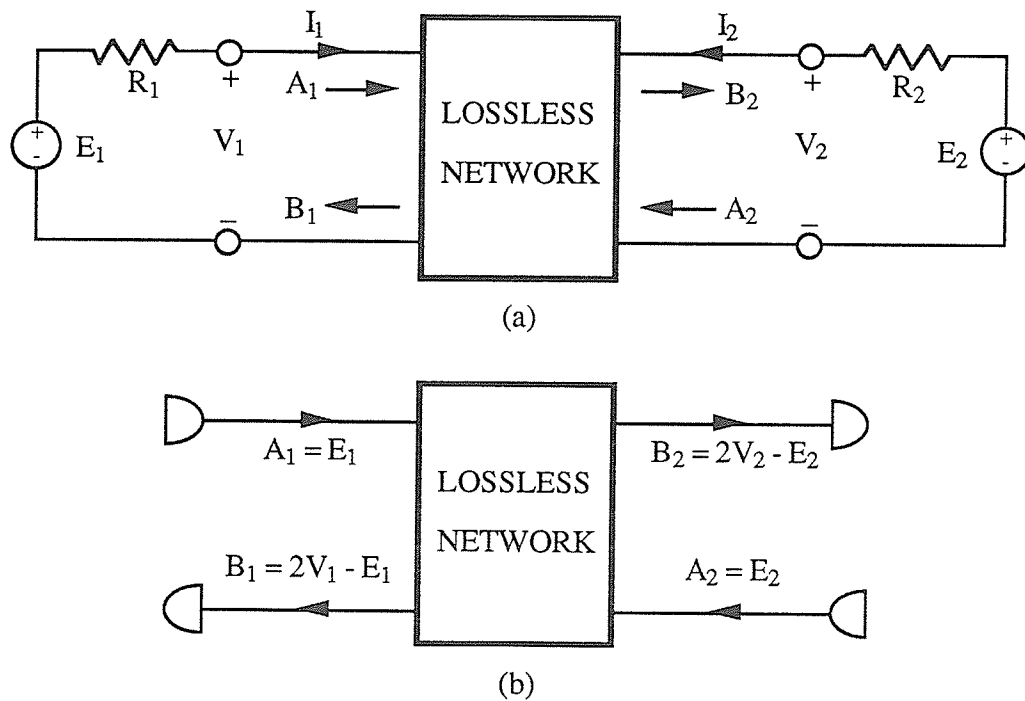 I₁
I₂
+
R₁
A₁
B₂
+
R₂
+
-
E₁
V₁
LOSSLESS
NETWORK
V₂
E₂
+
-
B₁
A₂
–
–
(a)
A₁ = E₁
B₂ = 2V₂ - E₂
LOSSLESS
NETWORK
B₁ = 2V₁ - E₁
A₂ = E₂
(b)